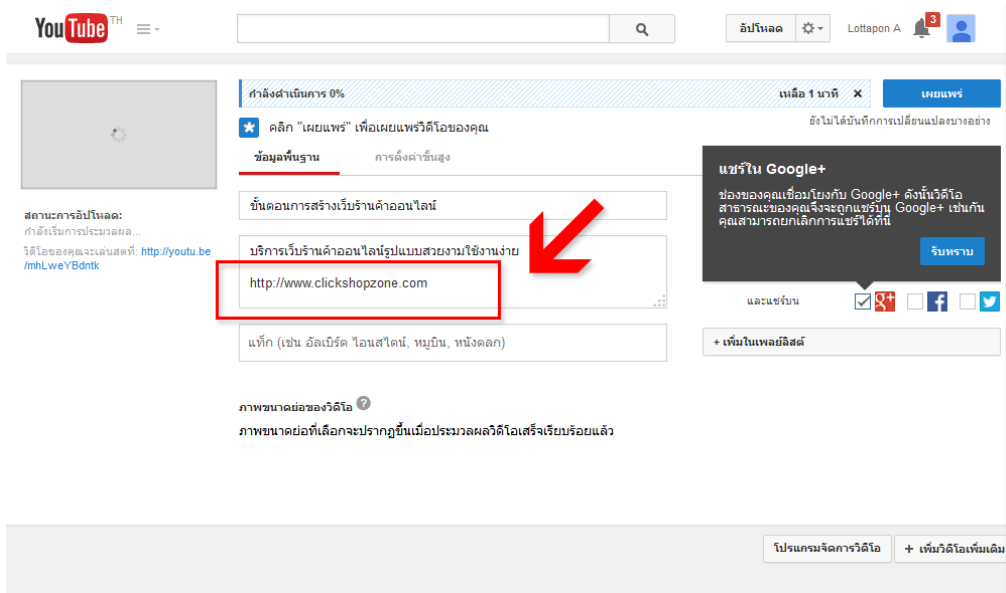 YouTube TH
อัปโหลด
Lottapon A
3
กำลังดำเนินการ 0%
เหลือ 1 นาที
เผยแพร่
คลิก "เผยแพร่" เพื่อเผยแพร่วิดีโอของคุณ
ยังไม่ได้บันทึกการเปลี่ยนแปลงบางอย่าง
ข้อมูลพื้นฐาน
การตั้งค่าขั้นสูง
แชร์ใน Google+
ช่องของคุณเชื่อมโยงกับ Google+ ดังนั้นวิดีโอ
สาธารณะของคุณจึงจะถูกแชร์บน Google+ เช่นกัน
คุณสามารถยกเลิกการแชร์ได้ที่นี่
รับทราบ
ขั้นตอนการสร้างเว็บร้านค้าออนไลน์
สถานะการอัปโหลด:
กำลังเริ่มการประมวลผล...
วิดีโอของคุณจะเล่นสดที่: http://youtu.be
/mhLweYBdntk
บริการเว็บร้านค้าออนไลน์รูปแบบสวยงามใช้งานง่าย
http://www.clickshopzone.com
และแชร์บน
g+
f
แท็ก (เช่น อัลเบิร์ต ไอนสไตน์, หมูบิน, หนังตลก)
+ เพิ่มในเพลย์ลิสต์
ภาพขนาดย่อของวิดีโอ ?
ภาพขนาดย่อที่เลือกจะปรากฏขึ้นเมื่อประมวลผลวิดีโอเสร็จเรียบร้อยแล้ว
โปรแกรมจัดการวิดีโอ
+ เพิ่มวิดีโอเพิ่มเติม